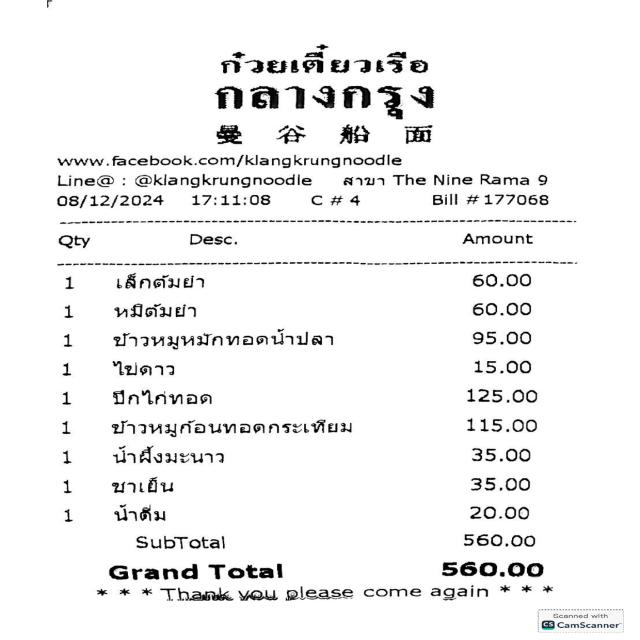 ก๋วยเตี๋ยวเรือ
กลางกรุง
曼谷船面
www.facebook.com/klangkrungnoodle
Line@ : @klangkrungnoodle สาขา The Nine Rama 9
08/12/2024 17:11:08 C # 4 Bill # 177068
Qty Desc. Amount
1 เล็กต้มยำ 60.00
1 หมี่ต้มยำ 60.00
1 ข้าวหมูหมักทอดน้ำปลา 95.00
1 ไข่ดาว 15.00
1 ปีกไก่ทอด 125.00
1 ข้าวหมูก้อนทอดกระเทียม 115.00
1 น้ำผึ้งมะนาว 35.00
1 ชาเย็น 35.00
1 น้ำดื่ม 20.00
SubTotal 560.00
Grand Total 560.00
* * * Thank you please come again * * *
Scanned with
CS CamScanner